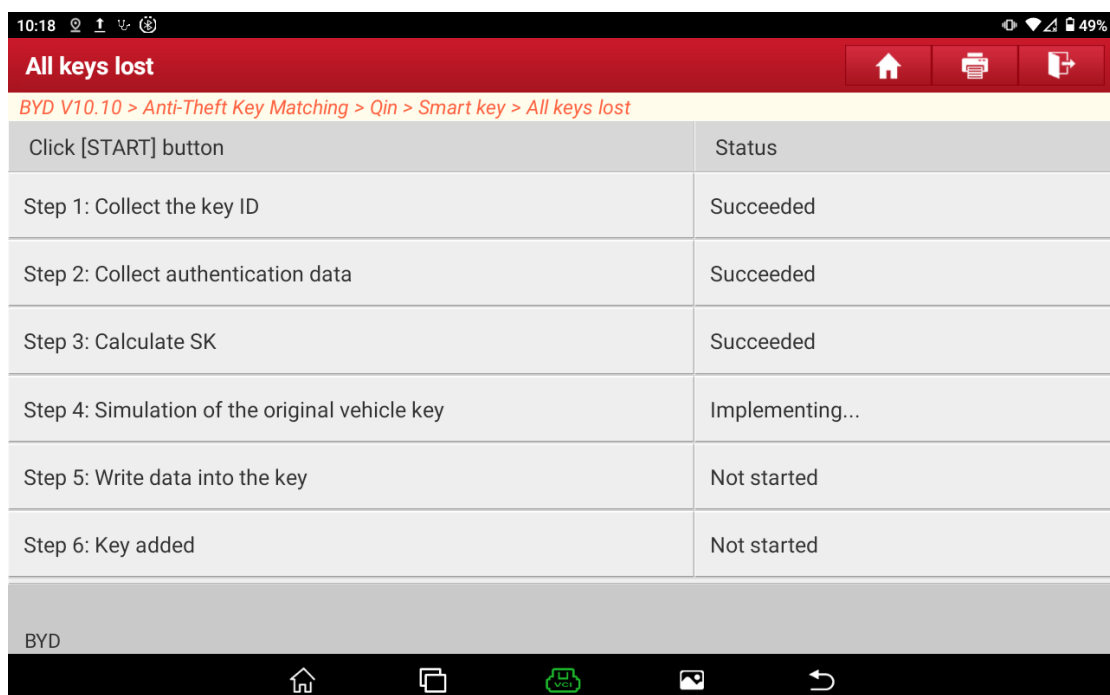 10:18 49%
All keys lost
BYD V10.10 > Anti-Theft Key Matching > Qin > Smart key > All keys lost
Click [START] button Status
Step 1: Collect the key ID Succeeded
Step 2: Collect authentication data Succeeded
Step 3: Calculate SK Succeeded
Step 4: Simulation of the original vehicle key Implementing...
Step 5: Write data into the key Not started
Step 6: Key added Not started
BYD
VCI